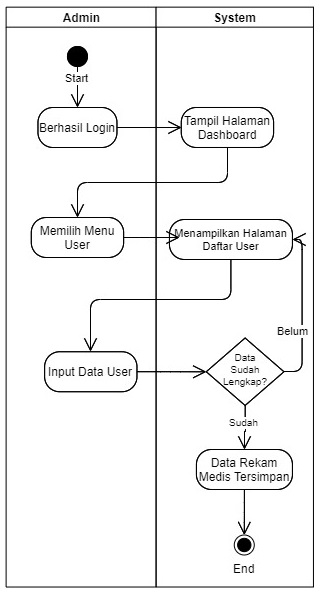 Admin
System
Start
Berhasil Login
Tampil Halaman
Dashboard
Memilih Menu
User
Menampilkan Halaman
Daftar User
Belum
Input Data User
Data
Sudah
Lengkap?
Sudah
Data Rekam
Medis Tersimpan
End